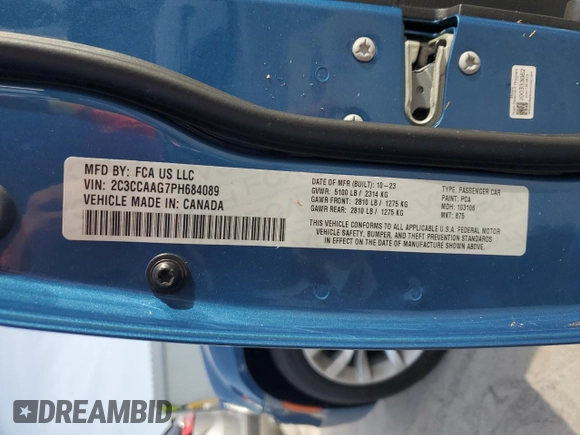 MFD BY: FCA US LLC
VIN: 2C3CCAAG7PH684089
VEHICLE MADE IN: CANADA
DATE OF MFR (BUILT): 10-23
GVWR: 5100 LB / 2314 KG
GAWR FRONT: 2810 LB / 1275 KG
GAWR REAR: 2810 LB / 1275 KG
TYPE: PASSENGER CAR
PAINT: PCA
MDH: 103108
MKT: 875
THIS VEHICLE CONFORMS TO ALL APPLICABLE U.S.A. FEDERAL MOTOR
VEHICLE SAFETY, BUMPER, AND THEFT PREVENTION STANDARDS
IN EFFECT ON THE DATE OF MANUFACTURE SHOWN ABOVE.
DREAMBID